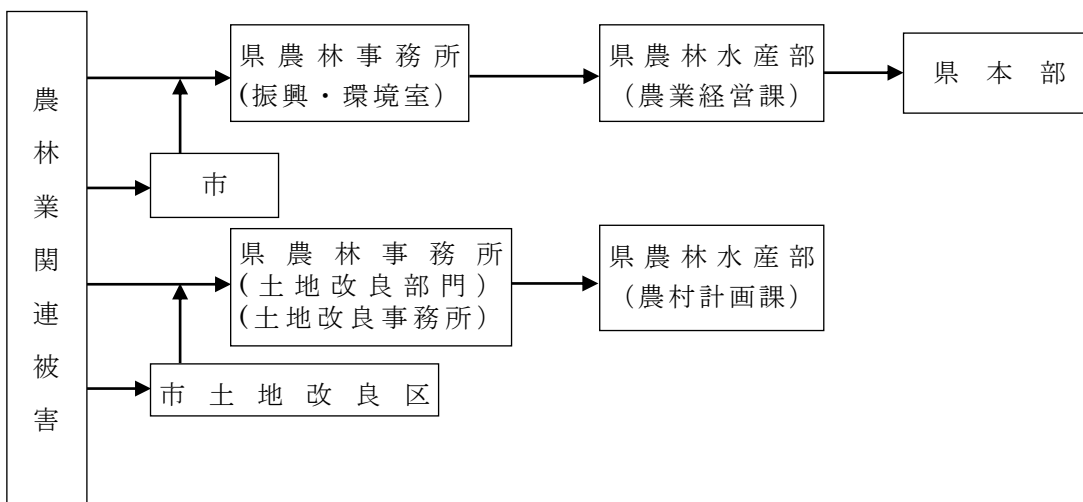 農林業関連被害
県農林事務所
(振興・環境室)
県農林水産部
(農業経営課)
県本部
市
県農林事務所
(土地改良部門)
(土地改良事務所)
県農林水産部
(農村計画課)
市土地改良区